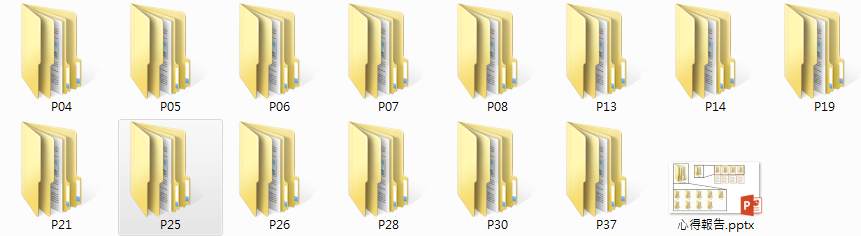 P04 P05 P06 P07 P08 P13 P14 P19
P21 P25 P26 P28 P30 P37 心得報告.pptx